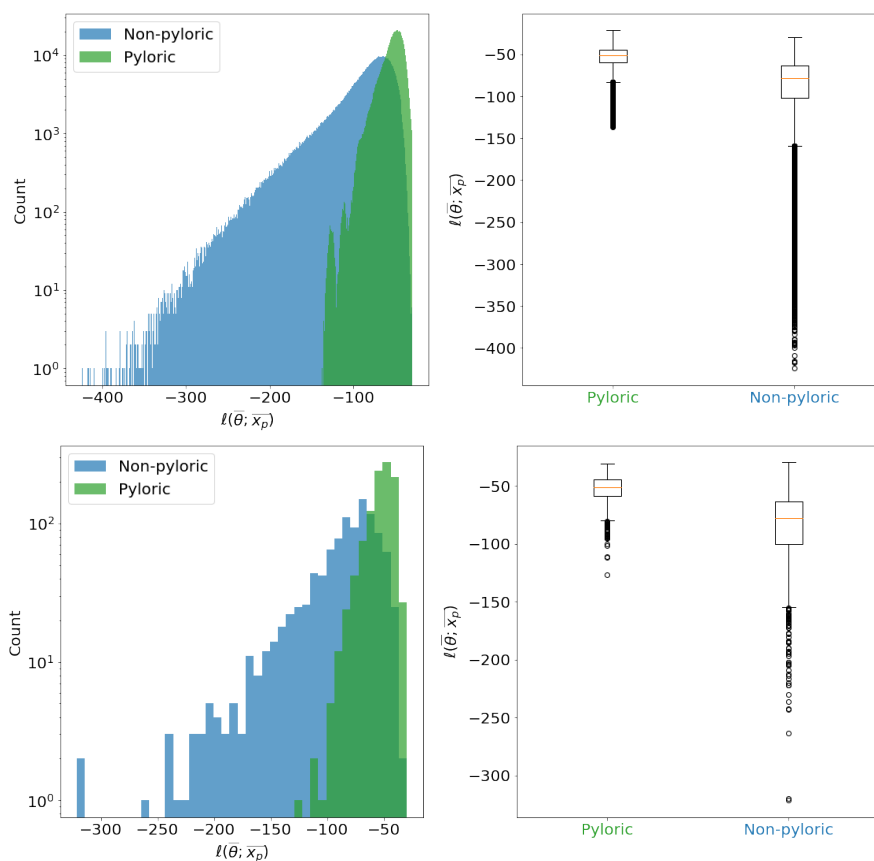 Non-pyloric
Pyloric
10⁴
10³
10²
10¹
10⁰
Count
−400
−300
−200
−100
ℓ(θ̅; x̅ₚ)
−50
−100
−150
−200
−250
−300
−350
−400
ℓ(θ̅; x̅ₚ)
Pyloric
Non-pyloric
Non-pyloric
Pyloric
10²
10¹
10⁰
Count
−300
−250
−200
−150
−100
−50
ℓ(θ̅; x̅ₚ)
−50
−100
−150
−200
−250
−300
ℓ(θ̅; x̅ₚ)
Pyloric
Non-pyloric